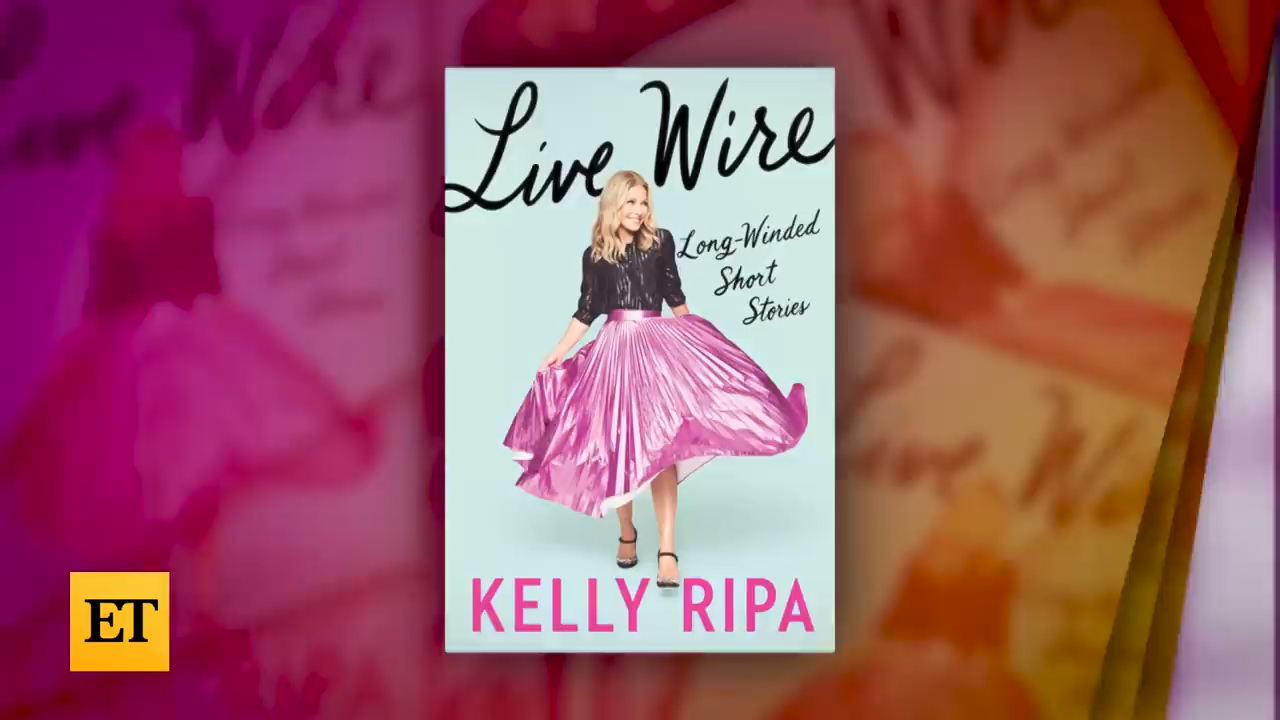 Live Wire
Long-Winded
Short
Stories
KELLY RIPA
ET